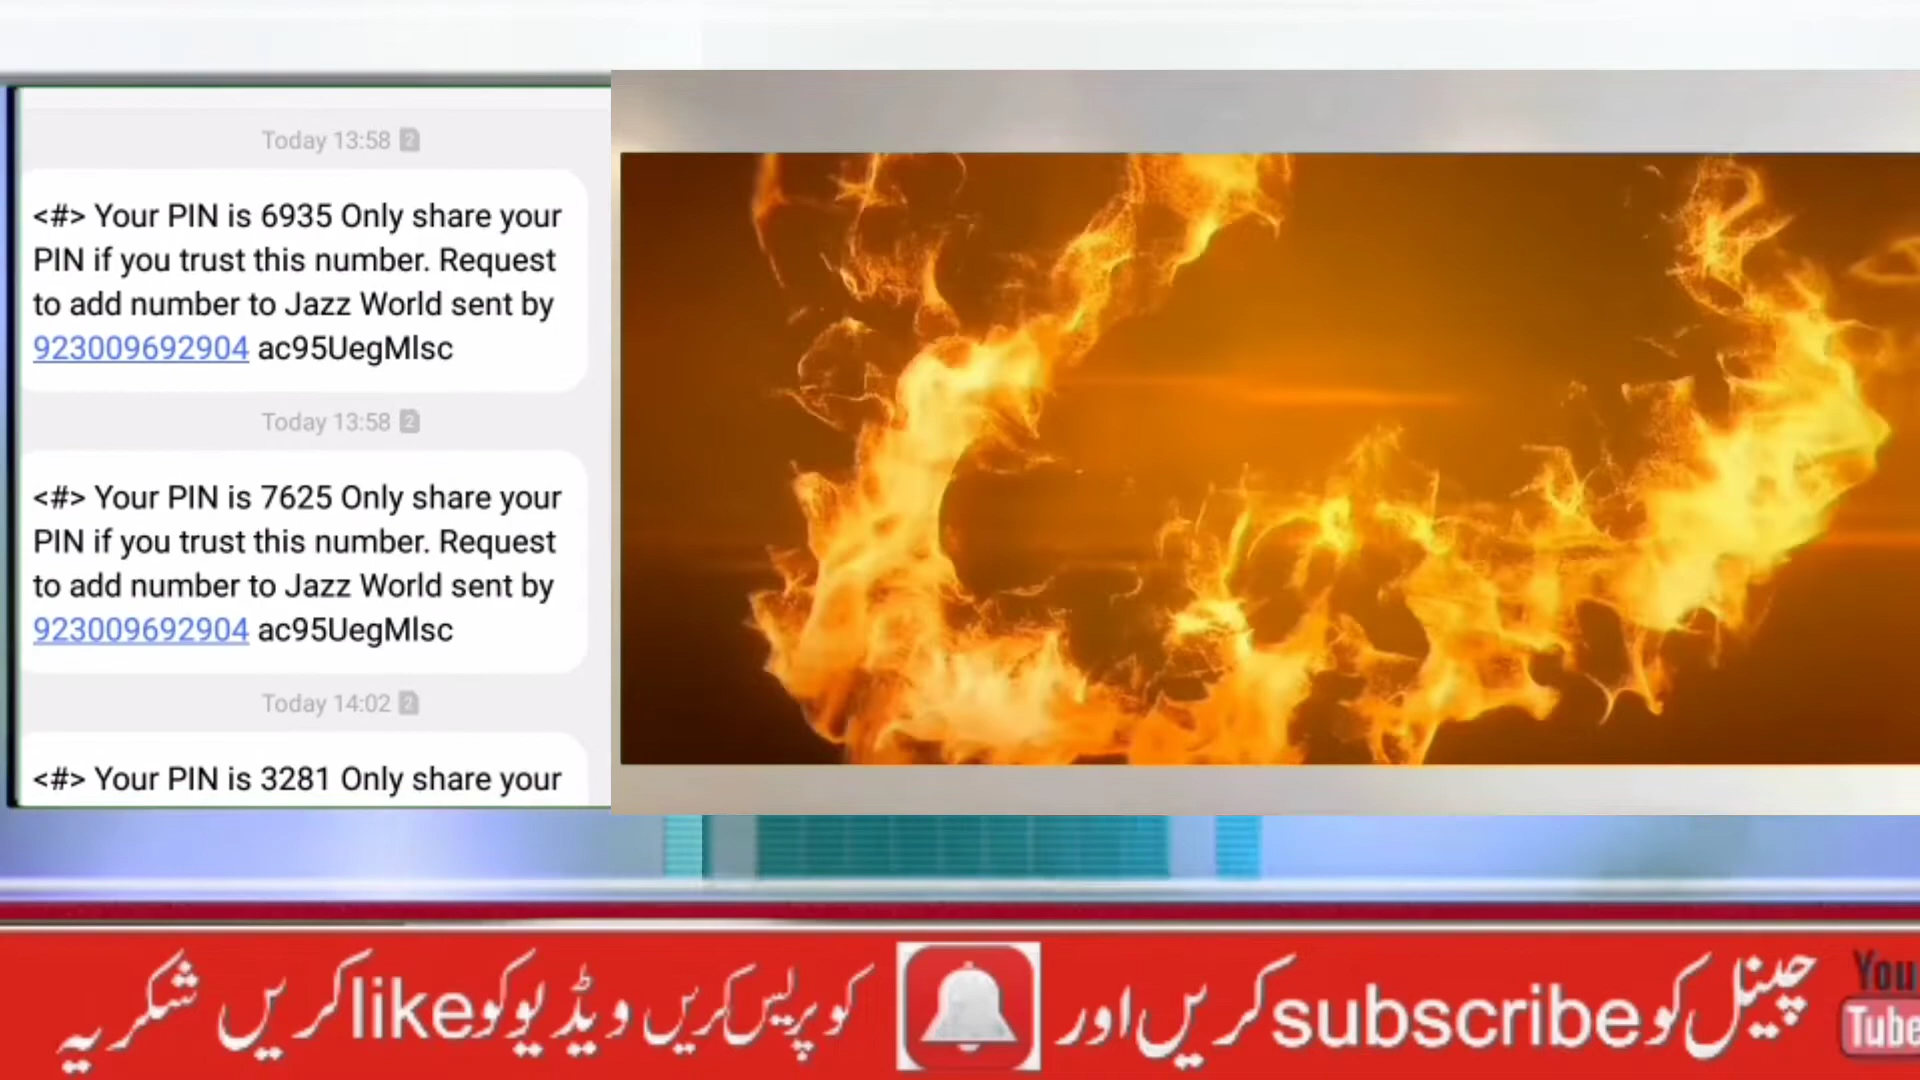 Today 13:58 2
<#> Your PIN is 6935 Only share your
PIN if you trust this number. Request
to add number to Jazz World sent by
923009692904 ac95UegMlsc
Today 13:58 2
<#> Your PIN is 7625 Only share your
PIN if you trust this number. Request
to add number to Jazz World sent by
923009692904 ac95UegMlsc
Today 14:02 2
<#> Your PIN is 3281 Only share your
چینل کو subscribe کریں اور کو پریس کریں ویڈیو کو like کریں شکریہ
You
Tube